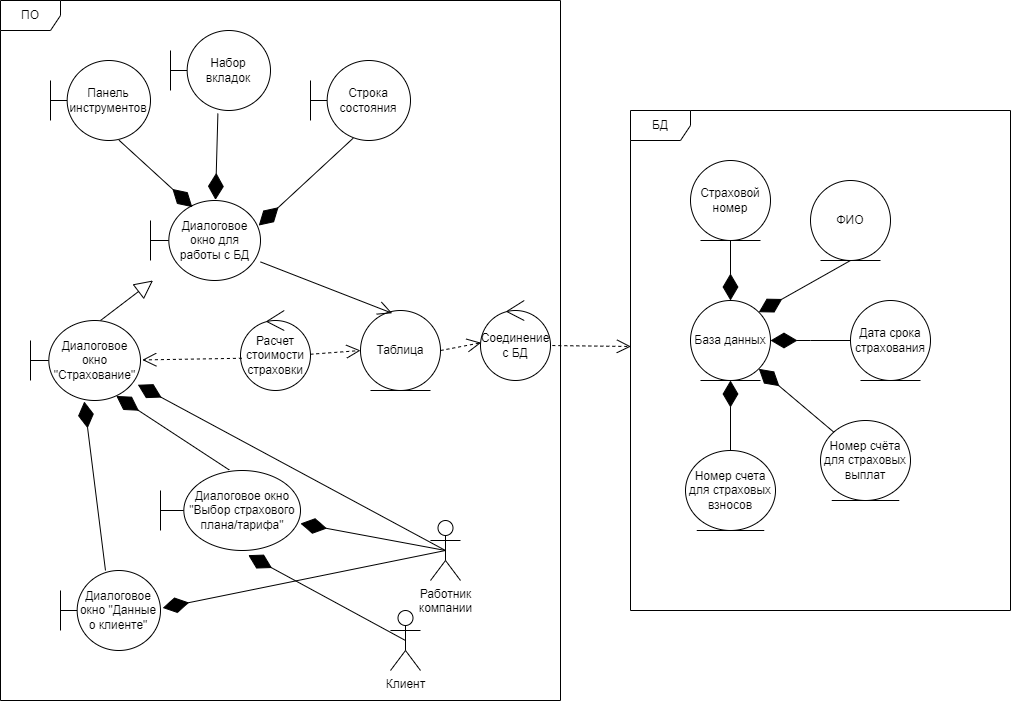 ПО
Набор
вкладок
Панель
инструментов
Строка
состояния
Диалоговое
окно для
работы с БД
Диалоговое
окно
"Страхование"
Расчет
стоимости
страховки
Таблица
Соединение
с БД
Диалоговое окно
"Выбор страхового
плана/тарифа"
Диалоговое
окно "Данные
о клиенте"
Работник
компании
Клиент
БД
Страховой
номер
ФИО
База данных
Дата срока
страхования
Номер счёта
для страховых
выплат
Номер счета
для страховых
взносов